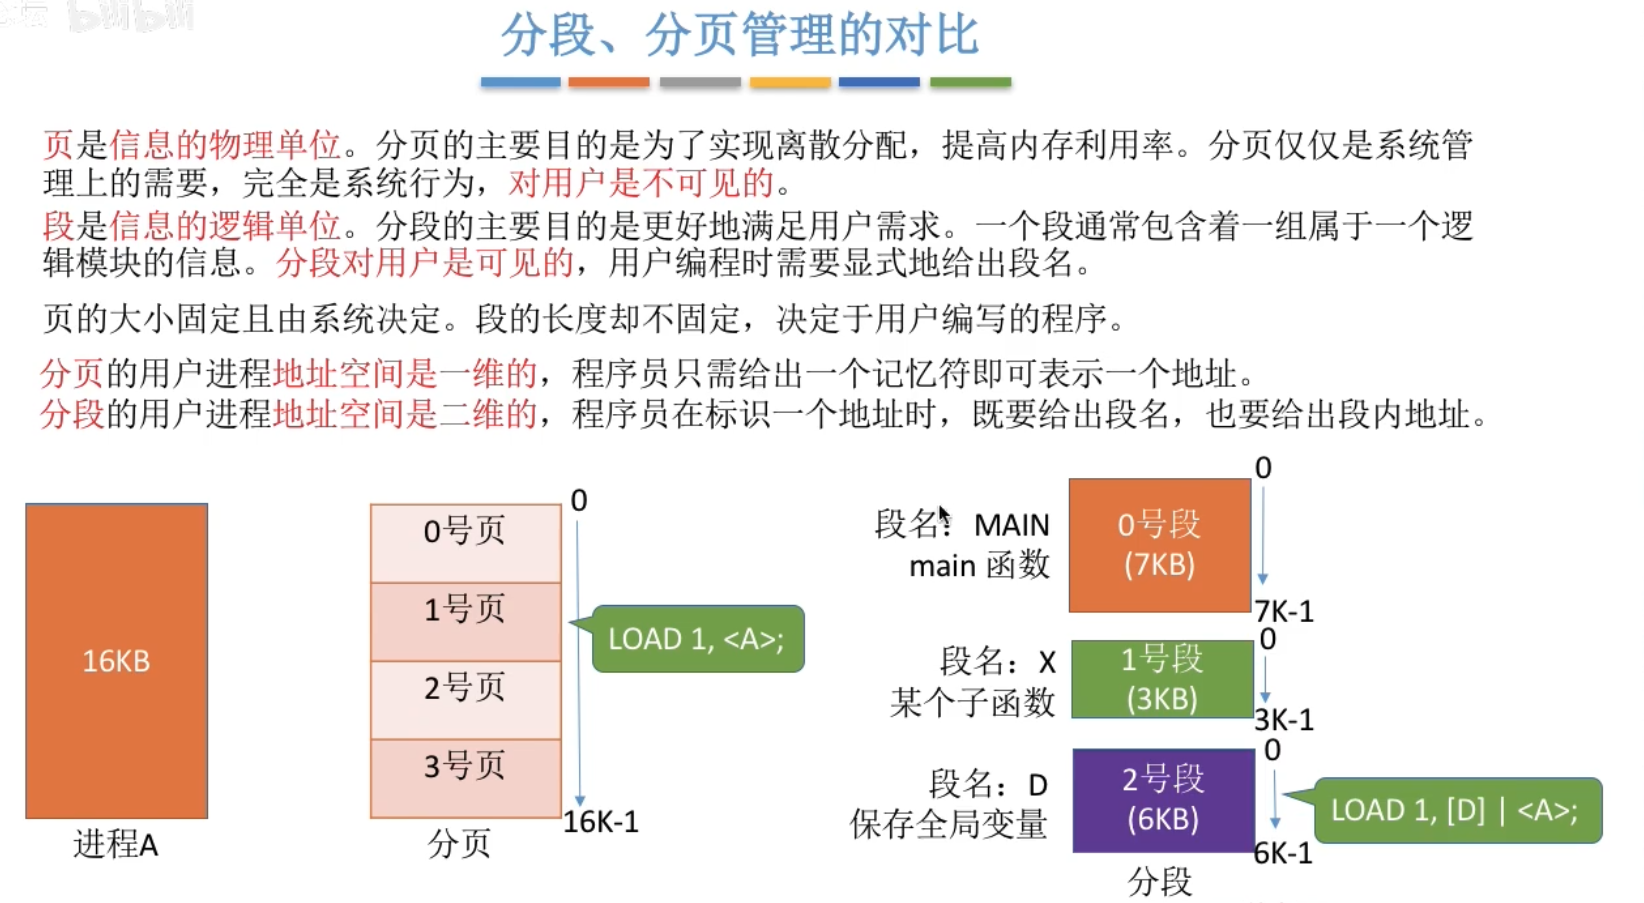 bilibili
分段、分页管理的对比
页是信息的物理单位。分页的主要目的是为了实现离散分配，提高内存利用率。分页仅仅是系统管
理上的需要，完全是系统行为，对用户是不可见的。
段是信息的逻辑单位。分段的主要目的是更好地满足用户需求。一个段通常包含着一组属于一个逻
辑模块的信息。分段对用户是可见的，用户编程时需要显式地给出段名。
页的大小固定且由系统决定。段的长度却不固定，决定于用户编写的程序。
分页的用户进程地址空间是一维的，程序员只需给出一个记忆符即可表示一个地址。
分段的用户进程地址空间是二维的，程序员在标识一个地址时，既要给出段名，也要给出段内地址。
16KB
进程A
0号页
1号页
2号页
3号页
0
16K-1
LOAD 1, <A>;
分页
段名：MAIN
main 函数
0号段
(7KB)
0
7K-1
段名：X
某个子函数
1号段
(3KB)
0
3K-1
段名：D
保存全局变量
2号段
(6KB)
0
6K-1
LOAD 1, [D] | <A>;
分段